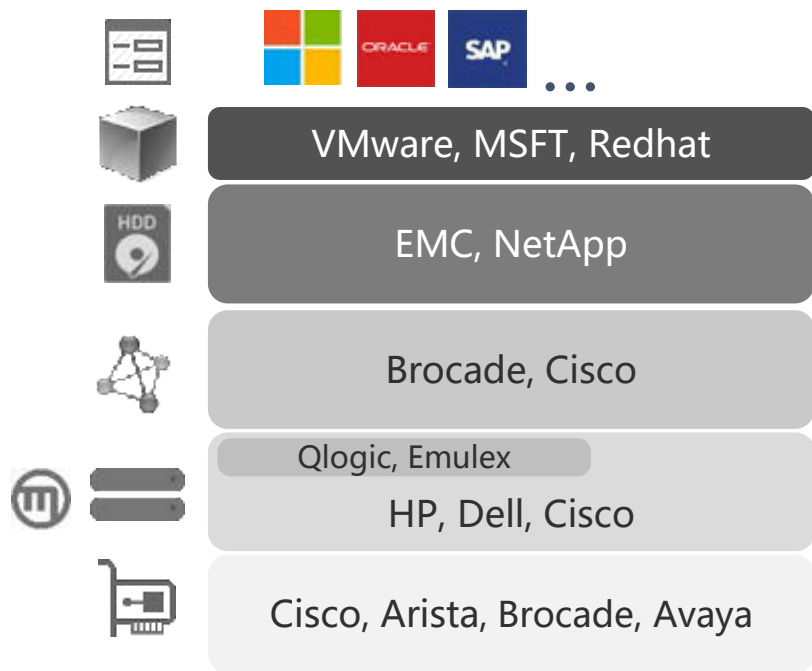 ORACLE
SAP
...
VMware, MSFT, Redhat
HDD
EMC, NetApp
Brocade, Cisco
Qlogic, Emulex
m
HP, Dell, Cisco
Cisco, Arista, Brocade, Avaya